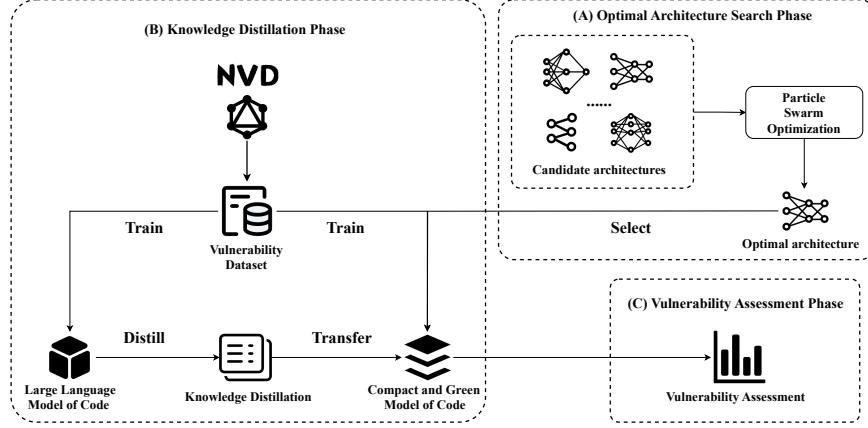 (B) Knowledge Distillation Phase
NVD
Train
Train
Vulnerability
Dataset
Distill
Transfer
Large Language
Model of Code
Knowledge Distillation
Compact and Green
Model of Code
(A) Optimal Architecture Search Phase
......
Candidate architectures
Particle
Swarm
Optimization
Select
Optimal architecture
(C) Vulnerability Assessment Phase
Vulnerability Assessment